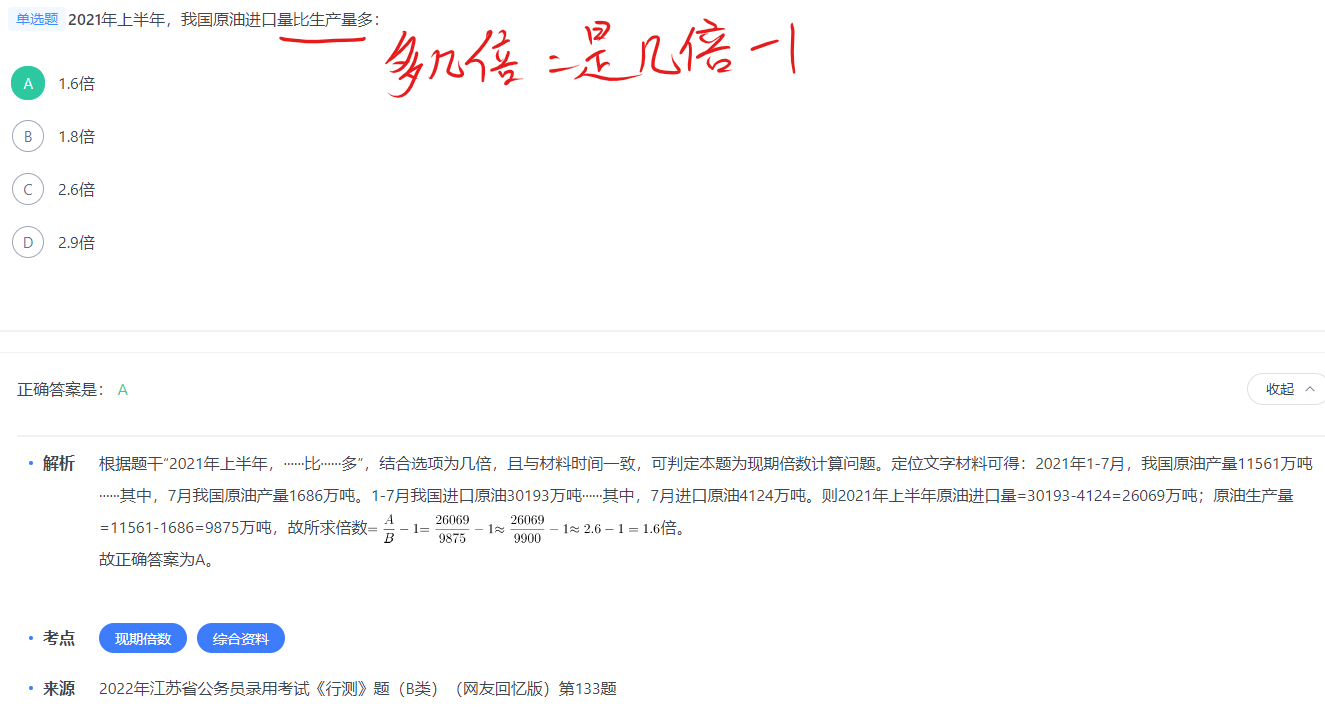 单选题 2021年上半年，我国原油进口量比生产量多：
多几倍 = 是几倍 - 1
A 1.6倍
B 1.8倍
C 2.6倍
D 2.9倍
正确答案是： A
收起
解析 根据题干“2021年上半年，……比……多”，结合选项为几倍，且与材料时间一致，可判定本题为现期倍数计算问题。定位文字材料可得：2021年1-7月，我国原油产量11561万吨
……其中，7月我国原油产量1686万吨。1-7月我国进口原油30193万吨……其中，7月进口原油4124万吨。则2021年上半年原油进口量=30193-4124=26069万吨；原油生产量
=11561-1686=9875万吨，故所求倍数= A/B − 1= 26069/9875 − 1≈ 26069/9900 − 1≈ 2.6 − 1 = 1.6倍。
故正确答案为A。
考点 现期倍数 综合资料
来源 2022年江苏省公务员录用考试《行测》题（B类）（网友回忆版）第133题